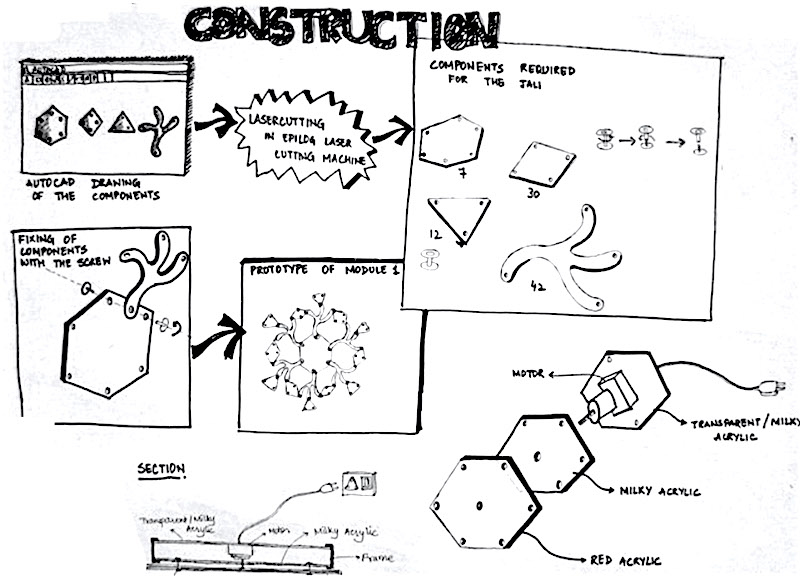 CONSTRUCTION
AUTOCAD
AUTOCAD DRAWING
OF THE COMPONENTS
LASERCUTTING
IN EPILOG LASER
CUTTING MACHINE
COMPONENTS REQUIRED
FOR THE JALI
7
30
12
42
FIXING OF
COMPONENTS
WITH THE SCREW
PROTOTYPE OF MODULE 1
MOTOR
TRANSPARENT/MILKY
ACRYLIC
MILKY ACRYLIC
RED ACRYLIC
SECTION
Transparent/Milky
Acrylic
Motor
Milky Acrylic
Frame